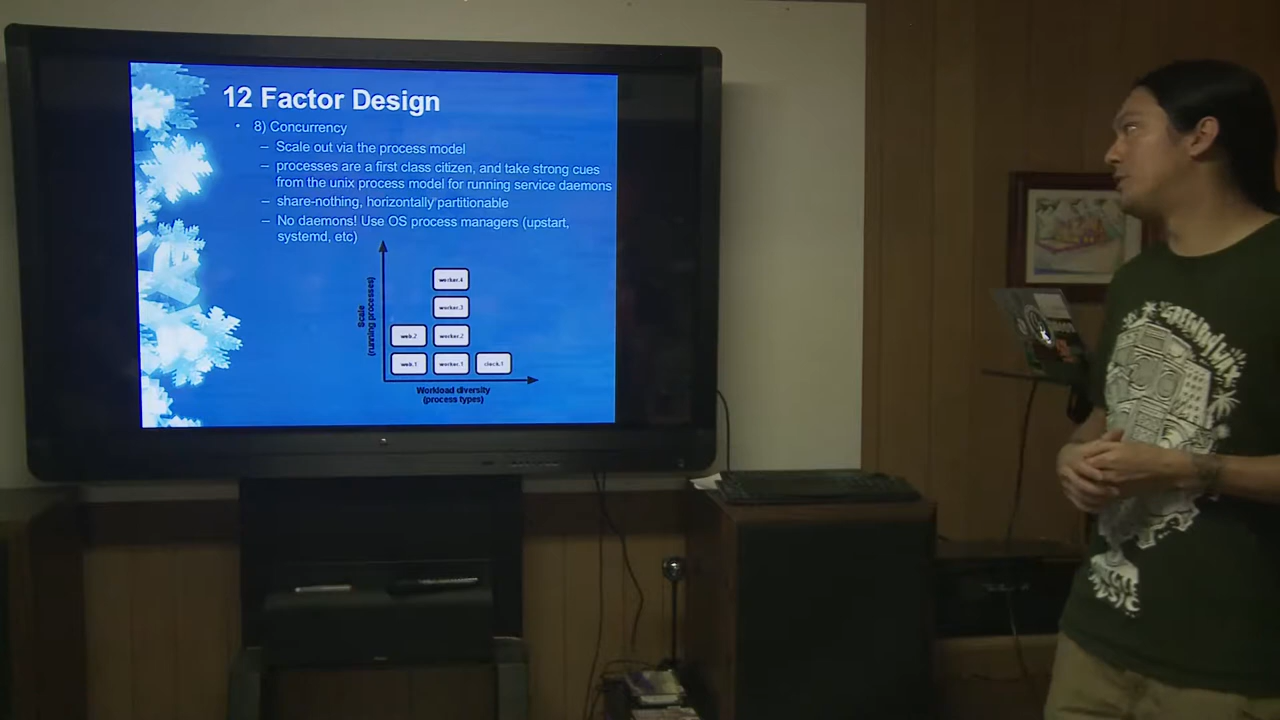 12 Factor Design
• 8) Concurrency
– Scale out via the process model
– processes are a first class citizen, and take strong cues
from the unix process model for running service daemons
– share-nothing, horizontally partitionable
– No daemons! Use OS process managers (upstart,
systemd, etc)
Scale
(running processes)
worker.4
worker.3
web.2 worker.2
web.1 worker.1 clock.1
Workload diversity
(process types)